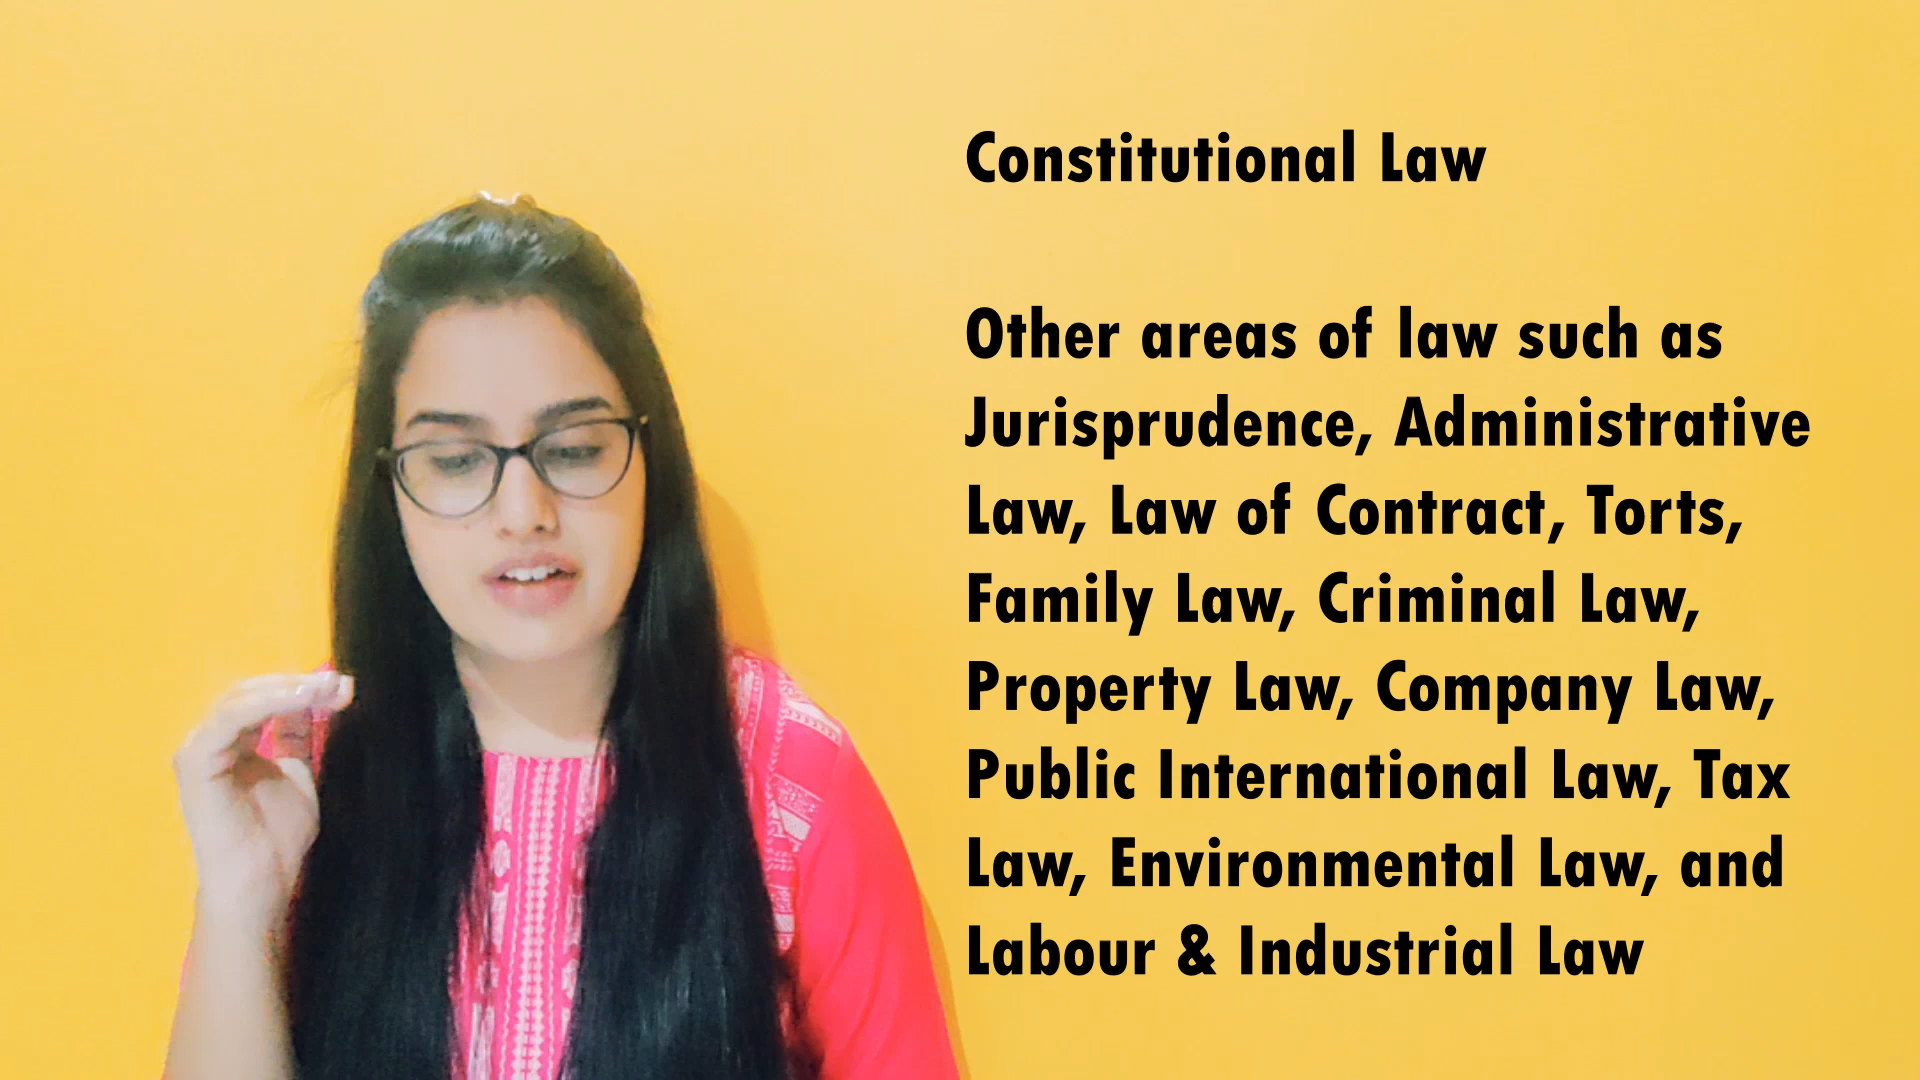 Constitutional Law
Other areas of law such as
Jurisprudence, Administrative
Law, Law of Contract, Torts,
Family Law, Criminal Law,
Property Law, Company Law,
Public International Law, Tax
Law, Environmental Law, and
Labour & Industrial Law